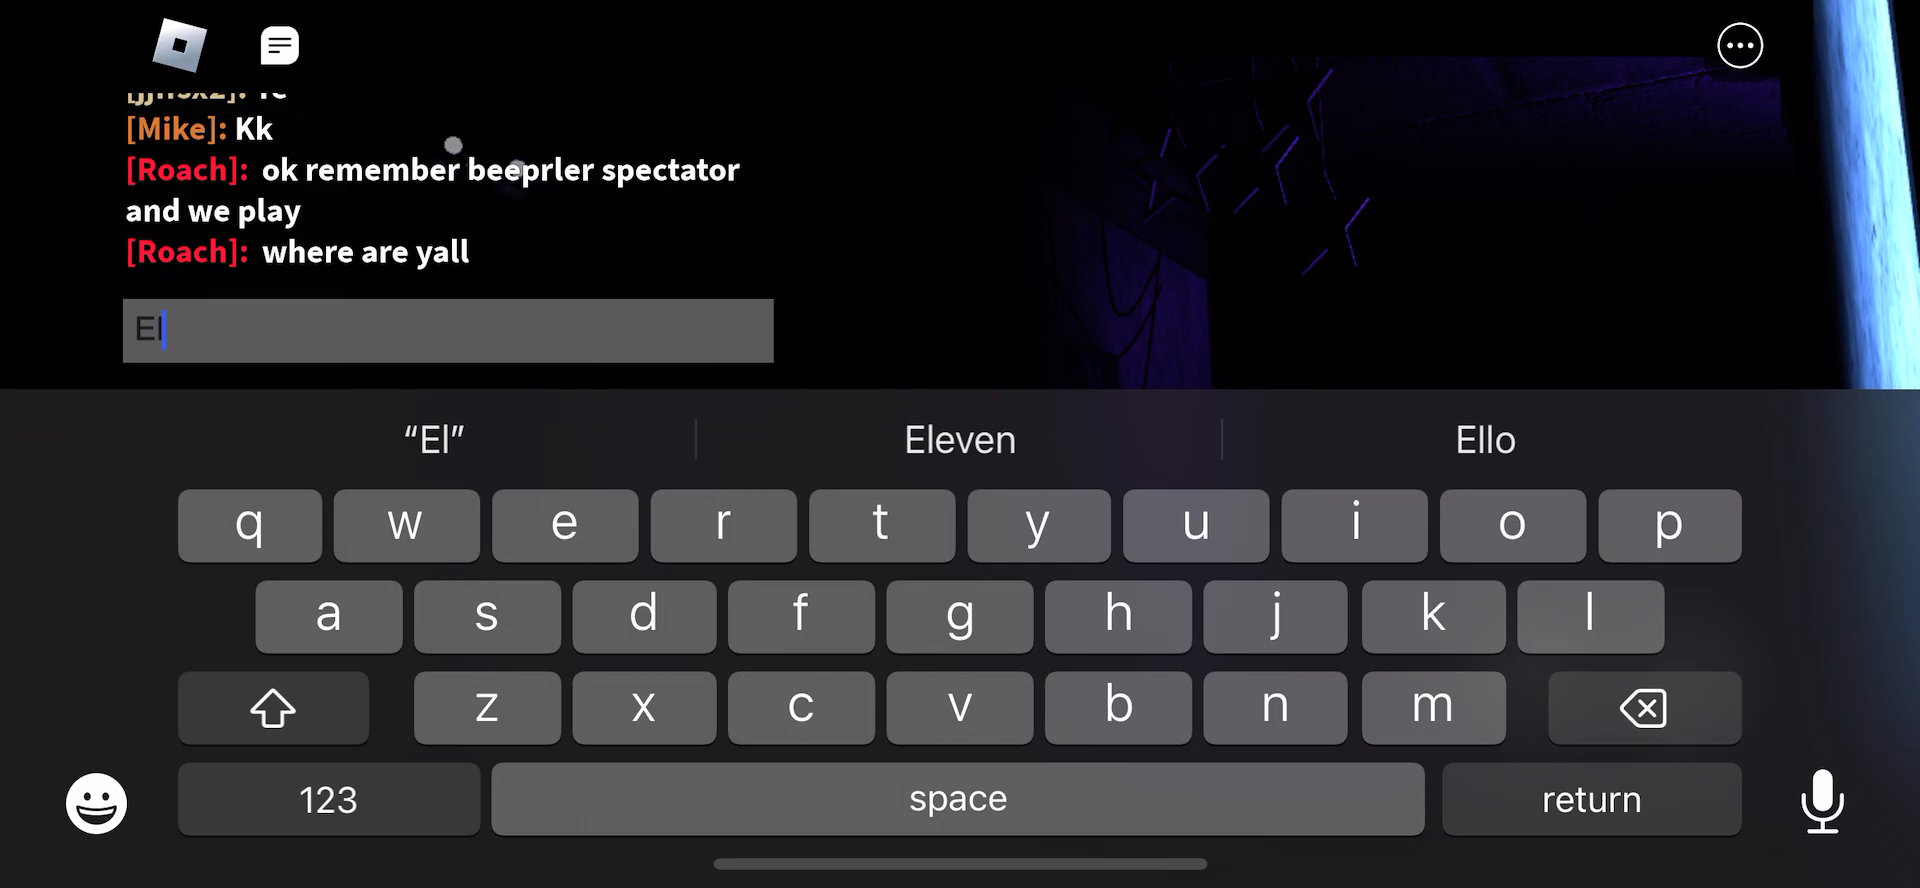 [Mike]: Kk
[Roach]: ok remember beeprler spectator
and we play
[Roach]: where are yall
El
“El” Eleven Ello
q w e r t y u i o p
a s d f g h j k l
z x c v b n m
123 space return